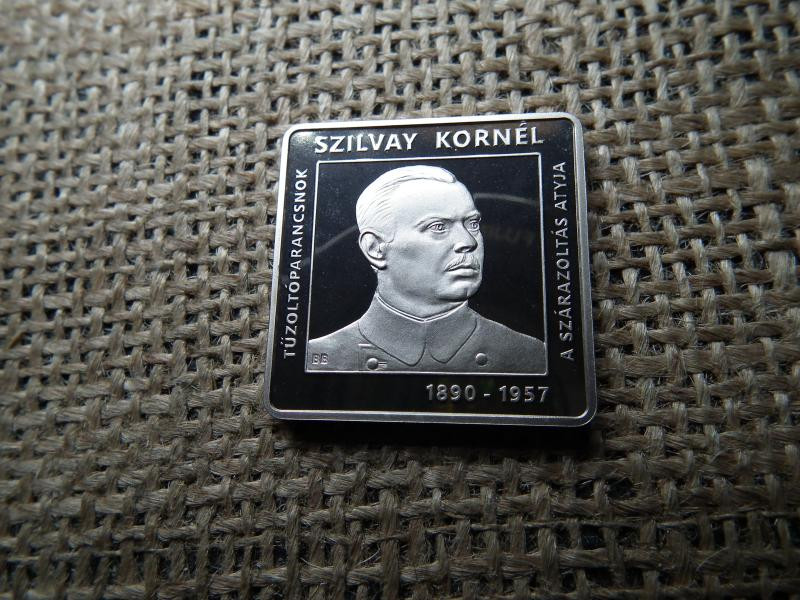 SZILVAY KORNÉL
TŰZOLTÓPARANCSNOK
A SZÁRAZOLTÁS ATYJA
BB
1890 - 1957